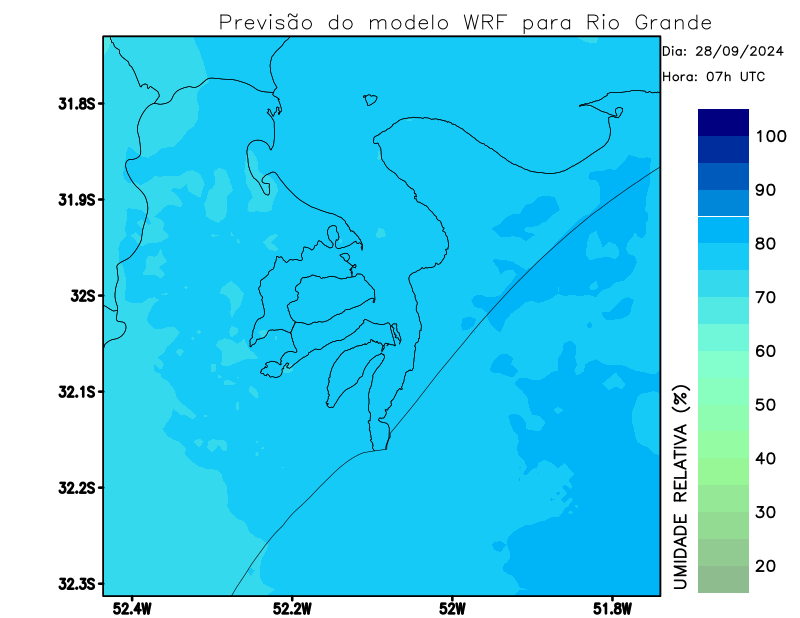 Previsão do modelo WRF para Rio Grande
Dia: 28/09/2024
Hora: 07h UTC
31.8S
31.9S
32S
32.1S
32.2S
32.3S
52.4W
52.2W
52W
51.8W
100
90
80
70
60
50
40
30
20
UMIDADE RELATIVA (%)